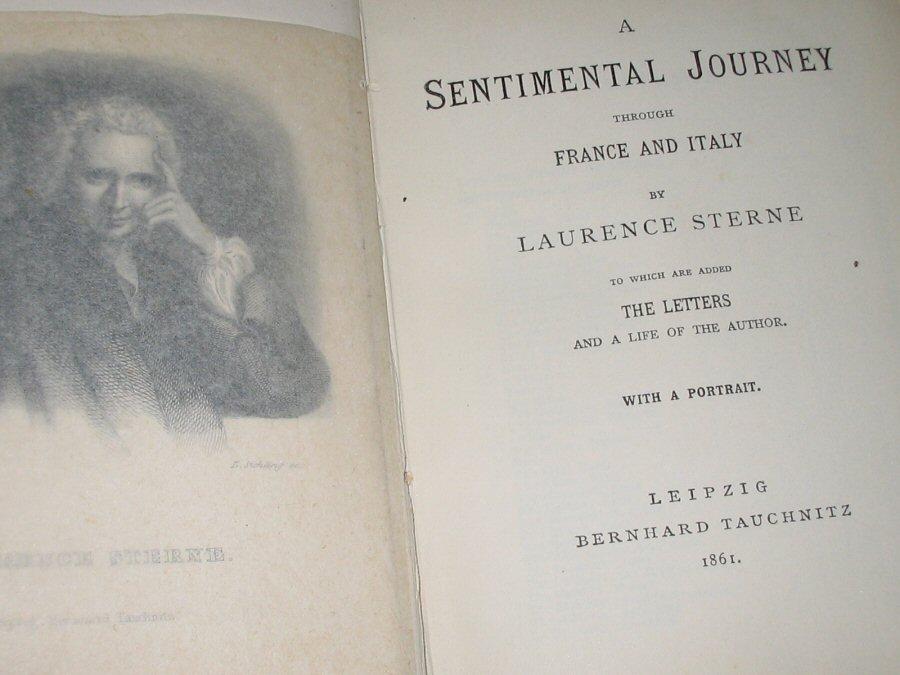 STERNE.
A
SENTIMENTAL JOURNEY
THROUGH
FRANCE AND ITALY
BY
LAURENCE STERNE
TO WHICH ARE ADDED
THE LETTERS
AND A LIFE OF THE AUTHOR.
WITH A PORTRAIT.
LEIPZIG
BERNHARD TAUCHNITZ
1861.